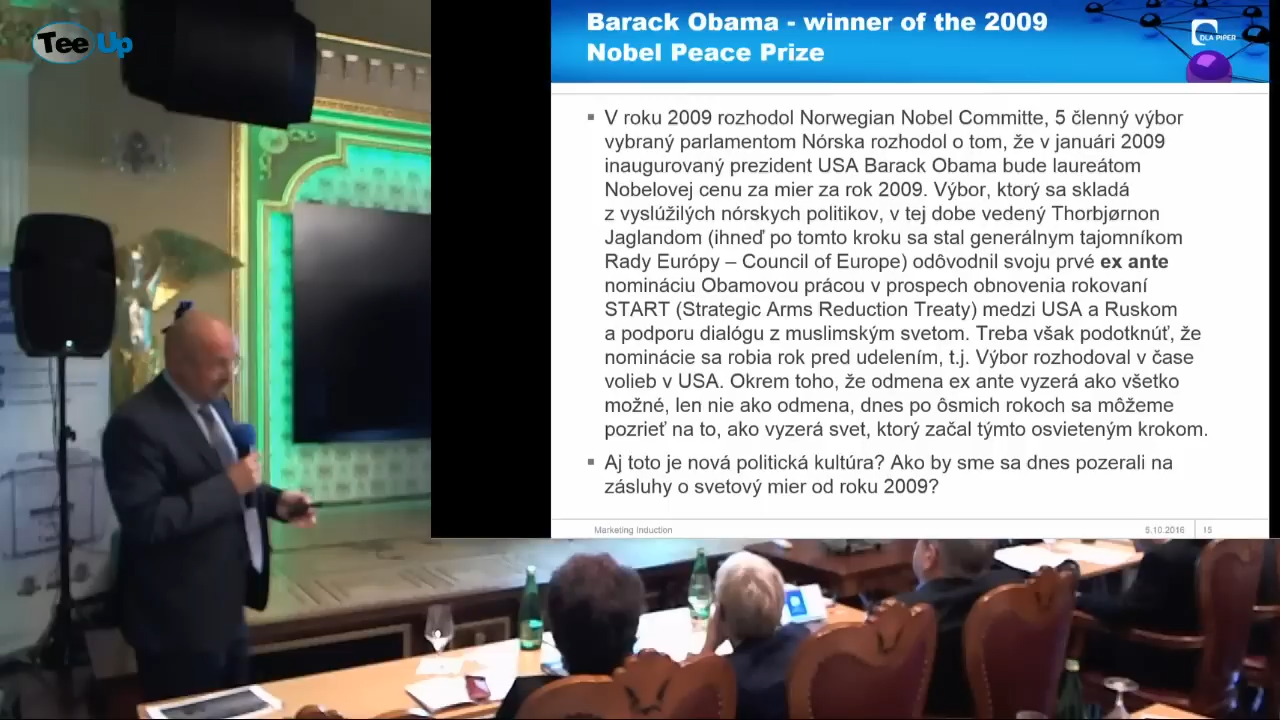 Tee Up
Barack Obama - winner of the 2009
Nobel Peace Prize
DLA PIPER
▪ V roku 2009 rozhodol Norwegian Nobel Committe, 5 členný výbor
vybraný parlamentom Nórska rozhodol o tom, že v januári 2009
inaugurovaný prezident USA Barack Obama bude laureátom
Nobelovej cenu za mier za rok 2009. Výbor, ktorý sa skladá
z vyslúžilých nórskych politikov, v tej dobe vedený Thorbjørnon
Jaglandom (ihneď po tomto kroku sa stal generálnym tajomníkom
Rady Európy – Council of Europe) odôvodnil svoju prvé ex ante
nomináciu Obamovou prácou v prospech obnovenia rokovaní
START (Strategic Arms Reduction Treaty) medzi USA a Ruskom
a podporu dialógu z muslimským svetom. Treba však podotknúť, že
nominácie sa robia rok pred udelením, t.j. Výbor rozhodoval v čase
volieb v USA. Okrem toho, že odmena ex ante vyzerá ako všetko
možné, len nie ako odmena, dnes po ôsmich rokoch sa môžeme
pozrieť na to, ako vyzerá svet, ktorý začal týmto osvieteným krokom.
▪ Aj toto je nová politická kultúra? Ako by sme sa dnes pozerali na
zásluhy o svetový mier od roku 2009?
Marketing Induction
5.10.2016
15